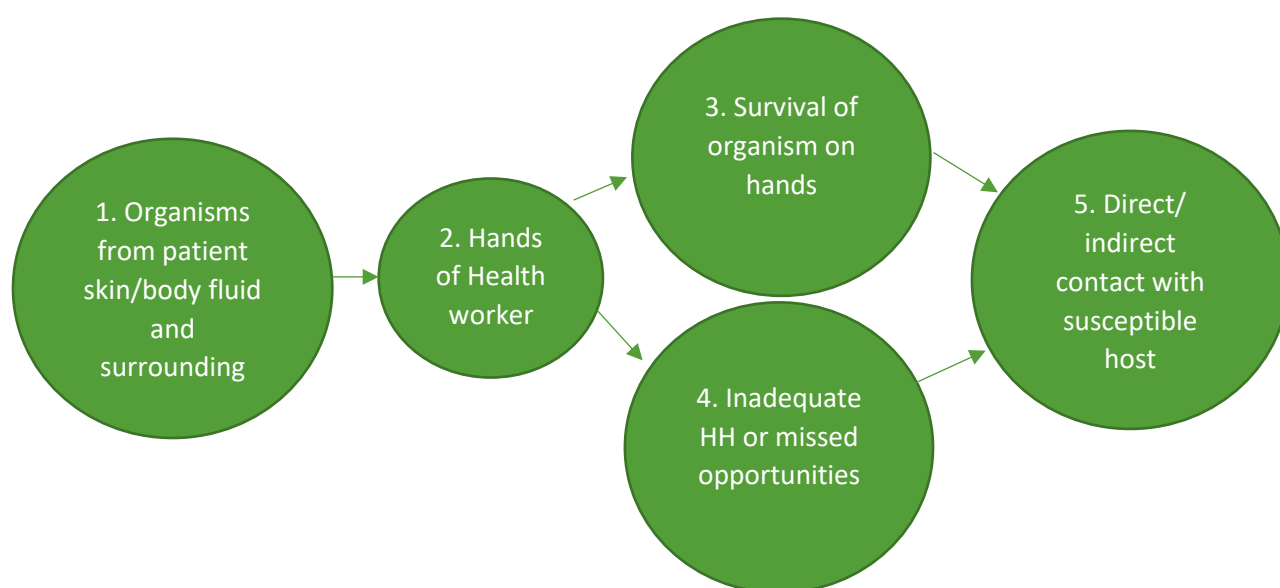 1. Organisms
from patient
skin/body fluid
and
surrounding
2. Hands
of Health
worker
3. Survival of
organism on
hands
4. Inadequate
HH or missed
opportunities
5. Direct/
indirect
contact with
susceptible
host